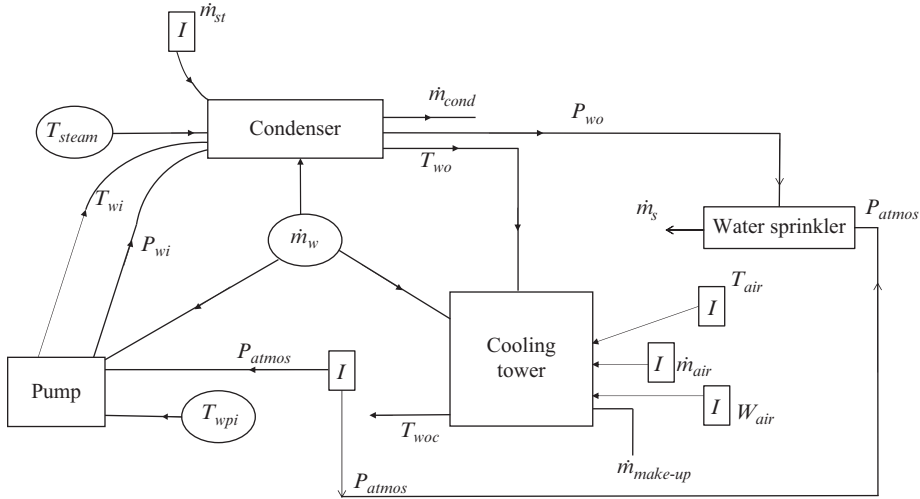 ṁst
I
ṁcond
Pwo
Tsteam
Condenser
Two
Twi
ṁs
Patmos
Water sprinkler
Pwi
ṁw
Tair
I
Cooling
tower
Patmos
I
I
ṁair
Pump
Twpi
I
Wair
Twoc
ṁmake-up
Patmos